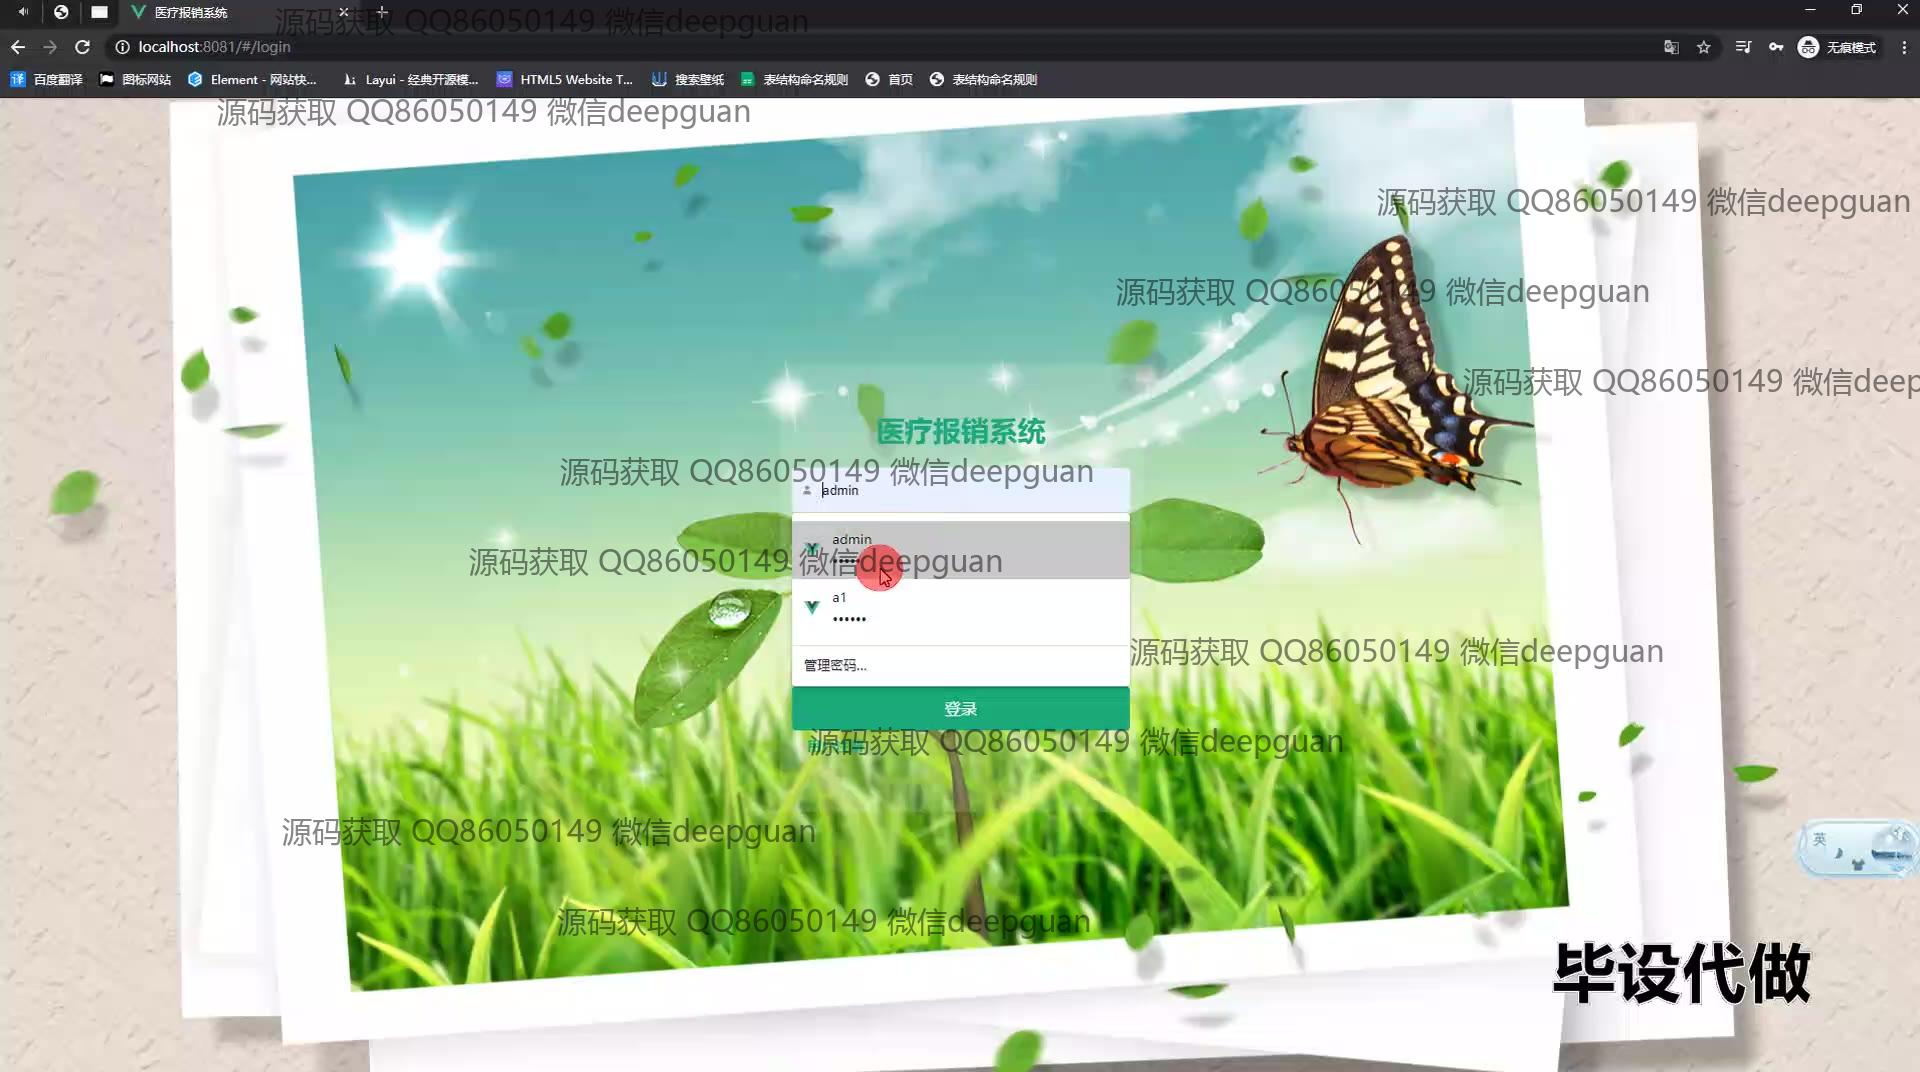 医疗报销系统
源码获取 QQ86050149 微信deepguan
localhost:8081/#/login
无痕模式
百度翻译
图标网站
Element - 网站快...
Layui - 经典开源模...
HTML5 Website T...
搜索壁纸
表结构命名规则
首页
表结构命名规则
源码获取 QQ86050149 微信deepguan
源码获取 QQ86050149 微信deepguan
源码获取 QQ86050149 微信deepguan
源码获取 QQ86050149 微信deep
医疗报销系统
源码获取 QQ86050149 微信deepguan
admin
admin
源码获取 QQ86050149 微信deepguan
a1
管理密码...
源码获取 QQ86050149 微信deepguan
登录
源码获取 QQ86050149 微信deepguan
源码获取 QQ86050149 微信deepguan
英
源码获取 QQ86050149 微信deepguan
毕设代做